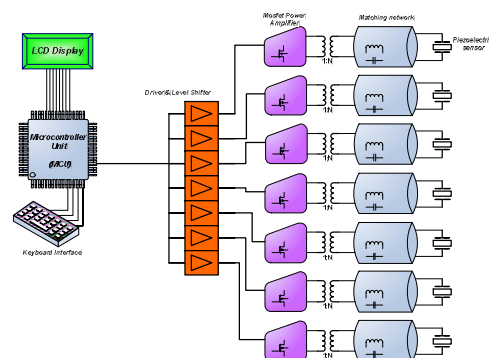 LCD Display
Microcontroller
Unit
(MCU)
Keyboard Interface
Driver& Level Shifter
Mosfet Power
Amplifier
Matching network
Piezoelectri
sensor
1:N
1:N
1:N
1:N
1:N
1:N
1:N